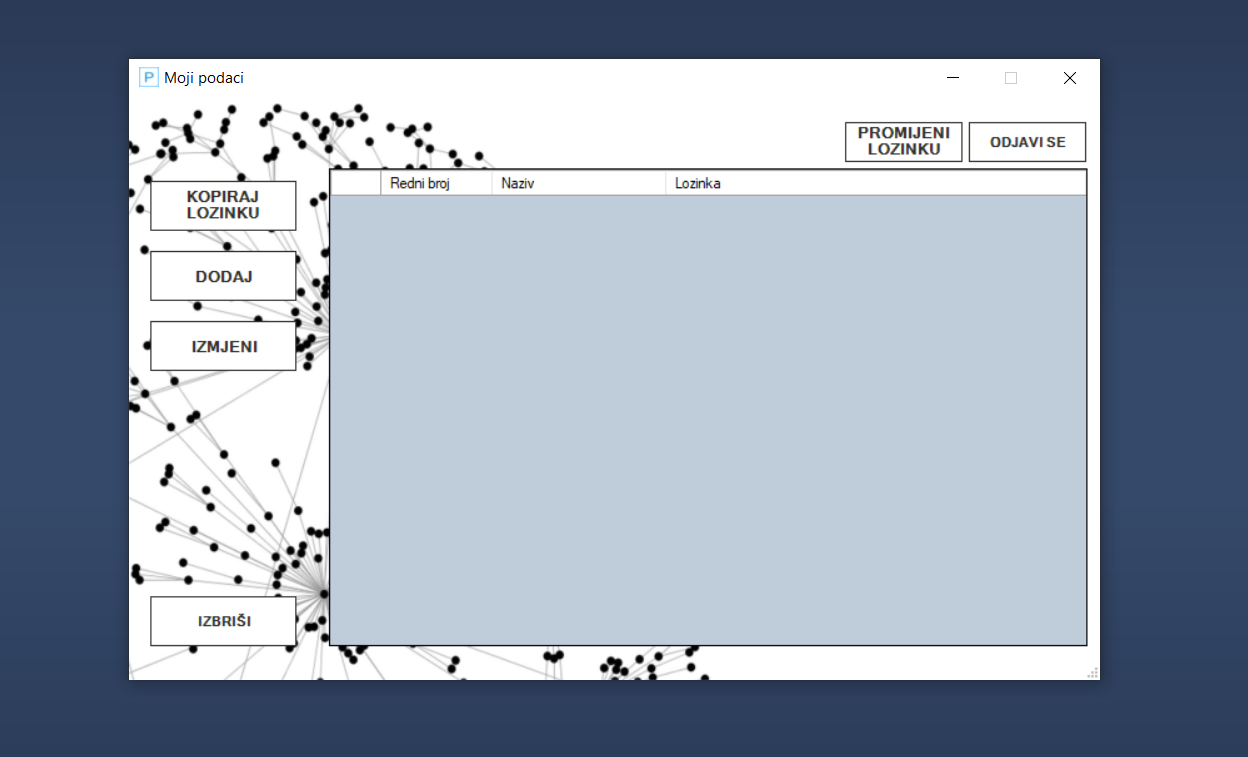 P Moji podaci
PROMIJENI
LOZINKU
ODJAVI SE
KOPIRAJ
LOZINKU
DODAJ
IZMJENI
IZBRIŠI
Redni broj
Naziv
Lozinka